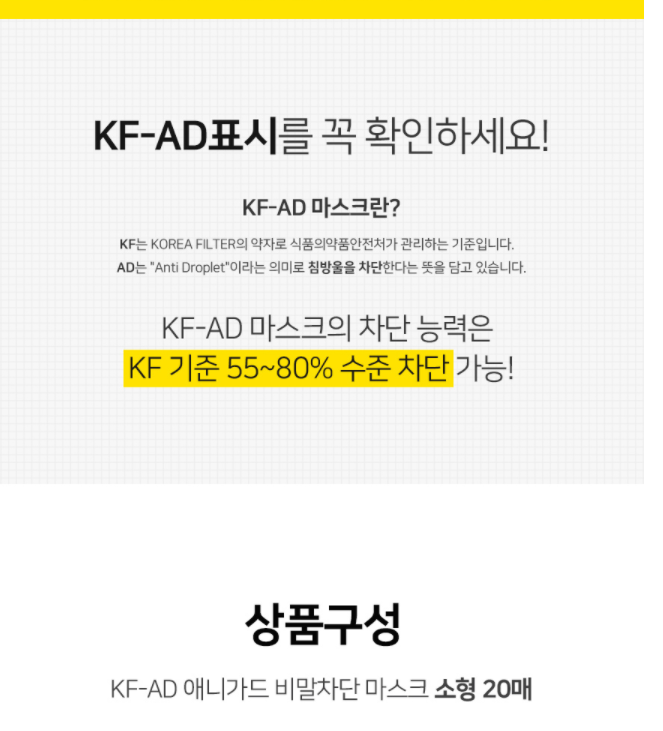 KF-AD표시를 꼭 확인하세요!
KF-AD 마스크란?
KF는 KOREA FILTER의 약자로 식품의약품안전처가 관리하는 기준입니다.
AD는 "Anti Droplet"이라는 의미로 침방울을 차단한다는 뜻을 담고 있습니다.
KF-AD 마스크의 차단 능력은
KF 기준 55~80% 수준 차단 가능!
상품구성
KF-AD 애니가드 비말차단 마스크 소형 20매